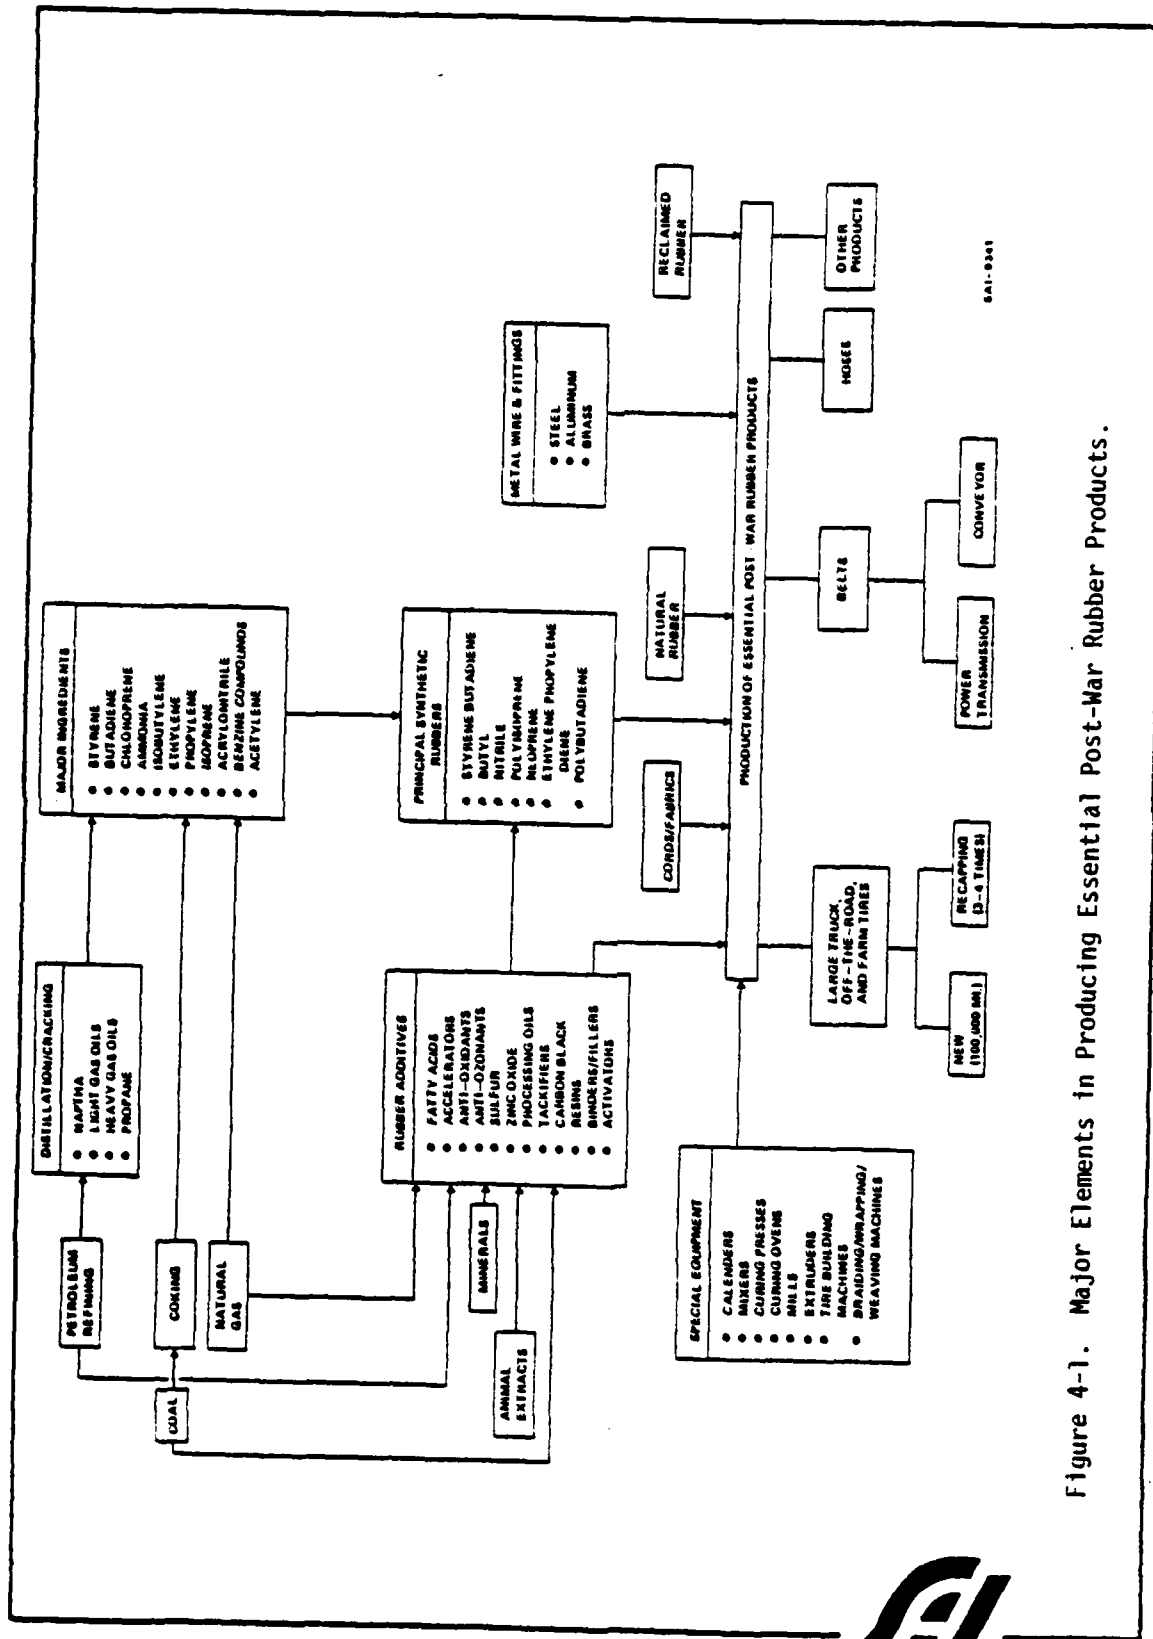 PETROLEUM
REFINING
DISTILLATION/CRACKING
● NAPTHA
● LIGHT GAS OILS
● HEAVY GAS OILS
● PROPANE
MAJOR INGREDIENTS
● STYRENE
● BUTADIENE
● CHLOROPRENE
● AMMONIA
● ISOBUTYLENE
● ETHYLENE
● PROPYLENE
● ISOPRENE
● ACRYLONITRILE
● BENZINE COMPOUNDS
● ACETYLENE
COAL
COKING
NATURAL
GAS
RUBBER ADDITIVES
● FATTY ACIDS
● ACCELERATORS
● ANTI-OXIDANTS
● ANTI-OZONANTS
● SULFUR
● ZINC OXIDE
● PROCESSING OILS
● TACKIFIERS
● CARBON BLACK
● RESINS
● BINDERS/FILLERS
● ACTIVATORS
MINERALS
ANIMAL
EXTRACTS
PRINCIPAL SYNTHETIC
RUBBERS
● STYRENE BUTADIENE
● BUTYL
● NITRILE
● POLYISIPRENE
● NEOPRENE
● ETHYLENE PROPYLENE
DIENE
● POLYBUTADIENE
METAL WIRE & FITTINGS
● STEEL
● ALUMINUM
● BRASS
SPECIAL EQUIPMENT
● CALENDERS
● MIXERS
● CURING PRESSES
● CURING OVENS
● MILLS
● EXTRUDERS
● TIRE BUILDING
MACHINES
● BRAIDING/WRAPPING/
WEAVING MACHINES
CORDS/FABRICS
NATURAL
RUBBER
RECLAIMED
RUBBER
PRODUCTION OF ESSENTIAL POST-WAR RUBBER PRODUCTS
LARGE TRUCK,
OFF-THE-ROAD,
AND FARM TIRES
BELTS
HOSES
OTHER
PRODUCTS
NEW
(100,000 MI.)
RECAPPING
(3-4 TIMES)
POWER
TRANSMISSION
CONVEYOR
SAI-9341
Figure 4-1. Major Elements in Producing Essential Post-War Rubber Products.